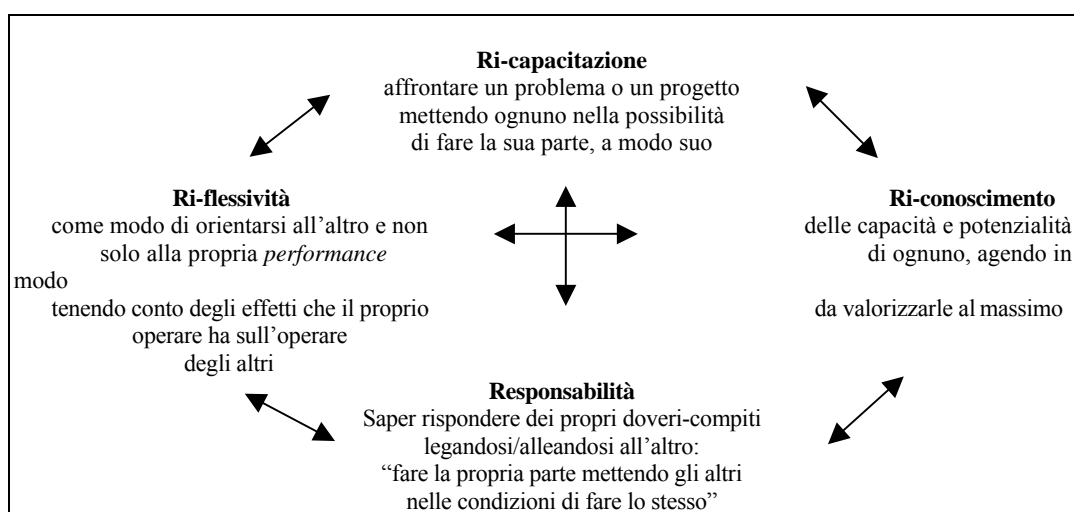 Ri-capacitazione
affrontare un problema o un progetto
mettendo ognuno nella possibilità
di fare la sua parte, a modo suo
Ri-flessività
come modo di orientarsi all’altro e non
solo alla propria performance
modo
tenendo conto degli effetti che il proprio
operare ha sull’operare
degli altri
Ri-conoscimento
delle capacità e potenzialità
di ognuno, agendo in
da valorizzarle al massimo
Responsabilità
Saper rispondere dei propri doveri-compiti
legandosi/alleandosi all’altro:
“fare la propria parte mettendo gli altri
nelle condizioni di fare lo stesso”